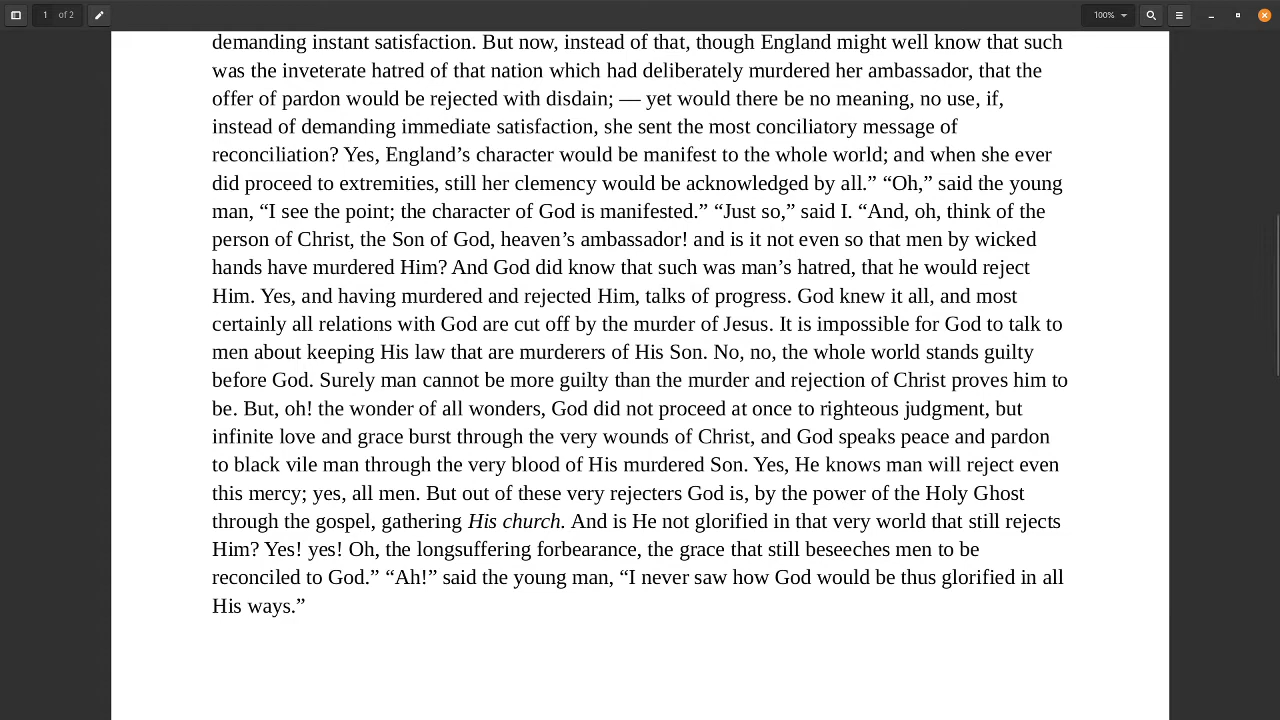 1 of 2
100%
demanding instant satisfaction. But now, instead of that, though England might well know that such
was the inveterate hatred of that nation which had deliberately murdered her ambassador, that the
offer of pardon would be rejected with disdain; — yet would there be no meaning, no use, if,
instead of demanding immediate satisfaction, she sent the most conciliatory message of
reconciliation? Yes, England’s character would be manifest to the whole world; and when she ever
did proceed to extremities, still her clemency would be acknowledged by all.” “Oh,” said the young
man, “I see the point; the character of God is manifested.” “Just so,” said I. “And, oh, think of the
person of Christ, the Son of God, heaven’s ambassador! and is it not even so that men by wicked
hands have murdered Him? And God did know that such was man’s hatred, that he would reject
Him. Yes, and having murdered and rejected Him, talks of progress. God knew it all, and most
certainly all relations with God are cut off by the murder of Jesus. It is impossible for God to talk to
men about keeping His law that are murderers of His Son. No, no, the whole world stands guilty
before God. Surely man cannot be more guilty than the murder and rejection of Christ proves him to
be. But, oh! the wonder of all wonders, God did not proceed at once to righteous judgment, but
infinite love and grace burst through the very wounds of Christ, and God speaks peace and pardon
to black vile man through the very blood of His murdered Son. Yes, He knows man will reject even
this mercy; yes, all men. But out of these very rejecters God is, by the power of the Holy Ghost
through the gospel, gathering His church. And is He not glorified in that very world that still rejects
Him? Yes! yes! Oh, the longsuffering forbearance, the grace that still beseeches men to be
reconciled to God.” “Ah!” said the young man, “I never saw how God would be thus glorified in all
His ways.”